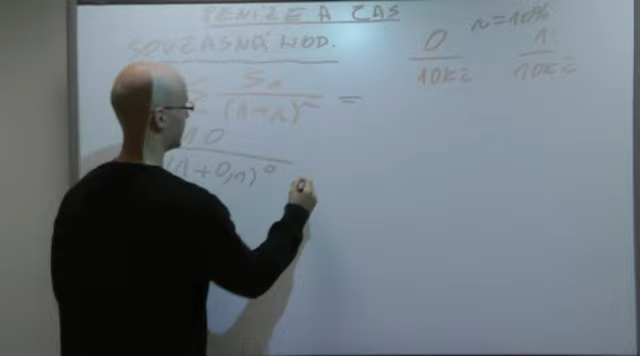 PENÍZE A ČAS
SOUČASNÁ HOD.
r=10%
0 1
10Kč 10Kč
Σ Sn / (1+r)^n =
10 / (1+0,1)^0